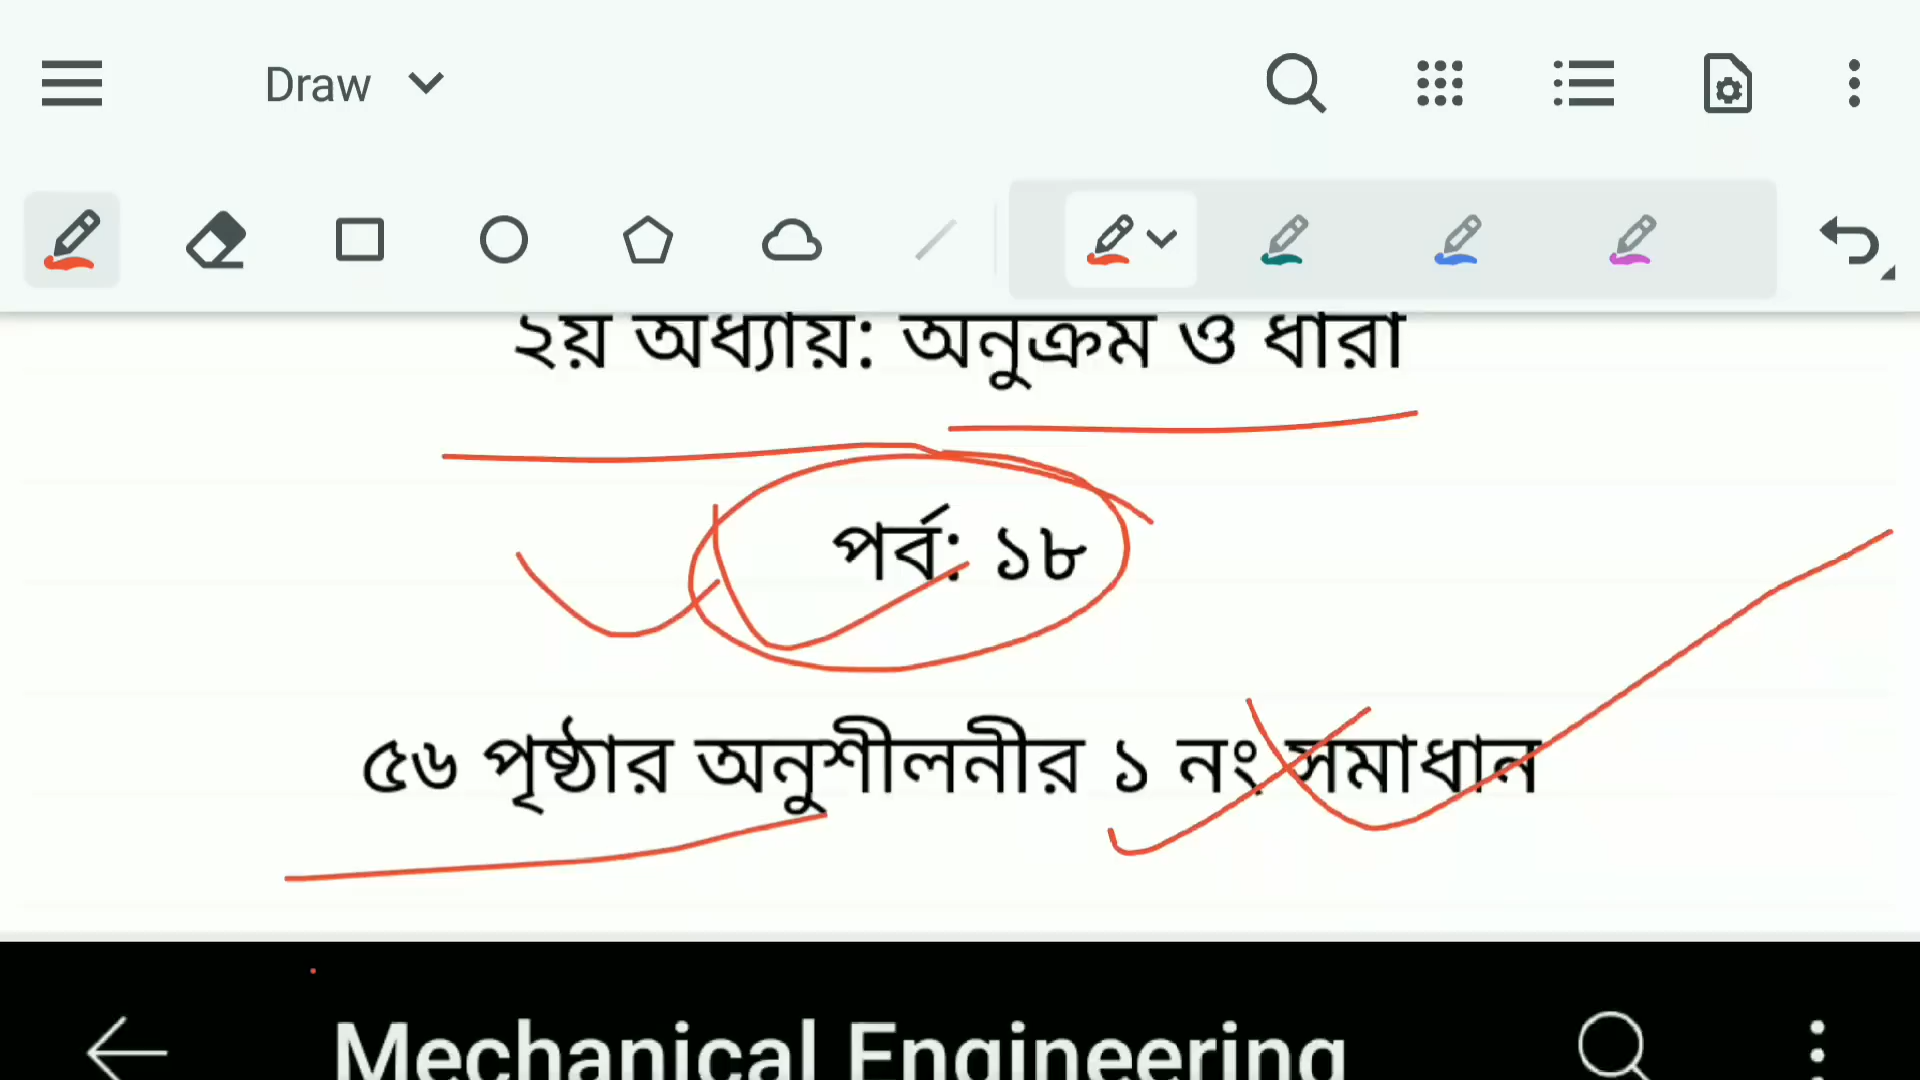 Draw
২য় অধ্যায়: অনুক্রম ও ধারা
পর্ব: ১৮
৫৬ পৃষ্ঠার অনুশীলনীর ১ নং সমাধান
Mechanical Engineering